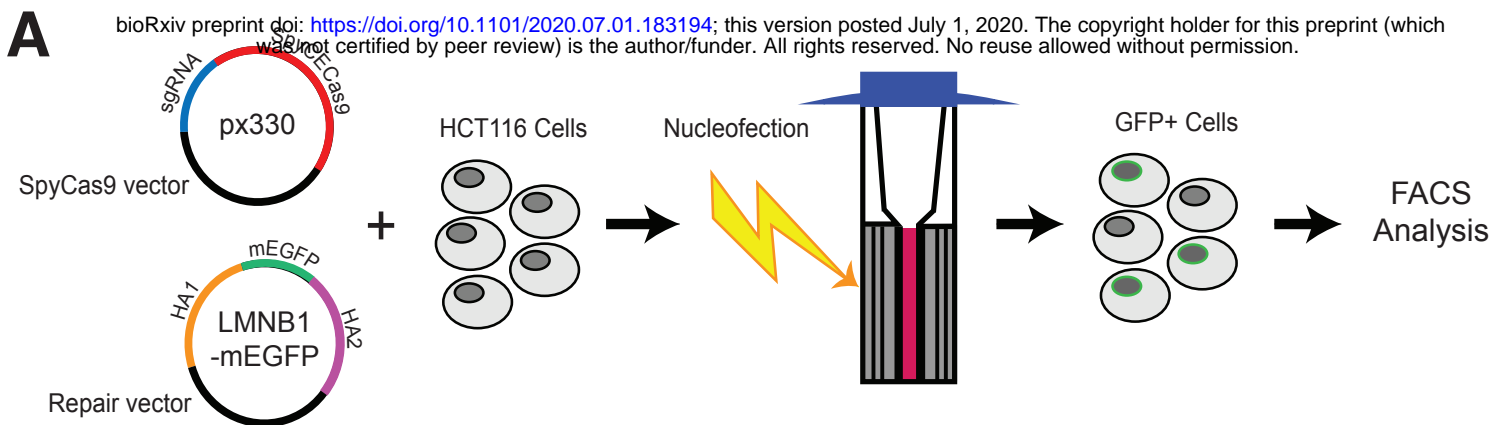 bioRxiv preprint doi: https://doi.org/10.1101/2020.07.01.183194; this version posted July 1, 2020. The copyright holder for this preprint (which
was not certified by peer review) is the author/funder. All rights reserved. No reuse allowed without permission.
A
sgRNA
SpyCECas9
px330
SpyCas9 vector
+
mEGFP
HA1
HA2
LMNB1
-mEGFP
Repair vector
HCT116 Cells
Nucleofection
GFP+ Cells
FACS
Analysis